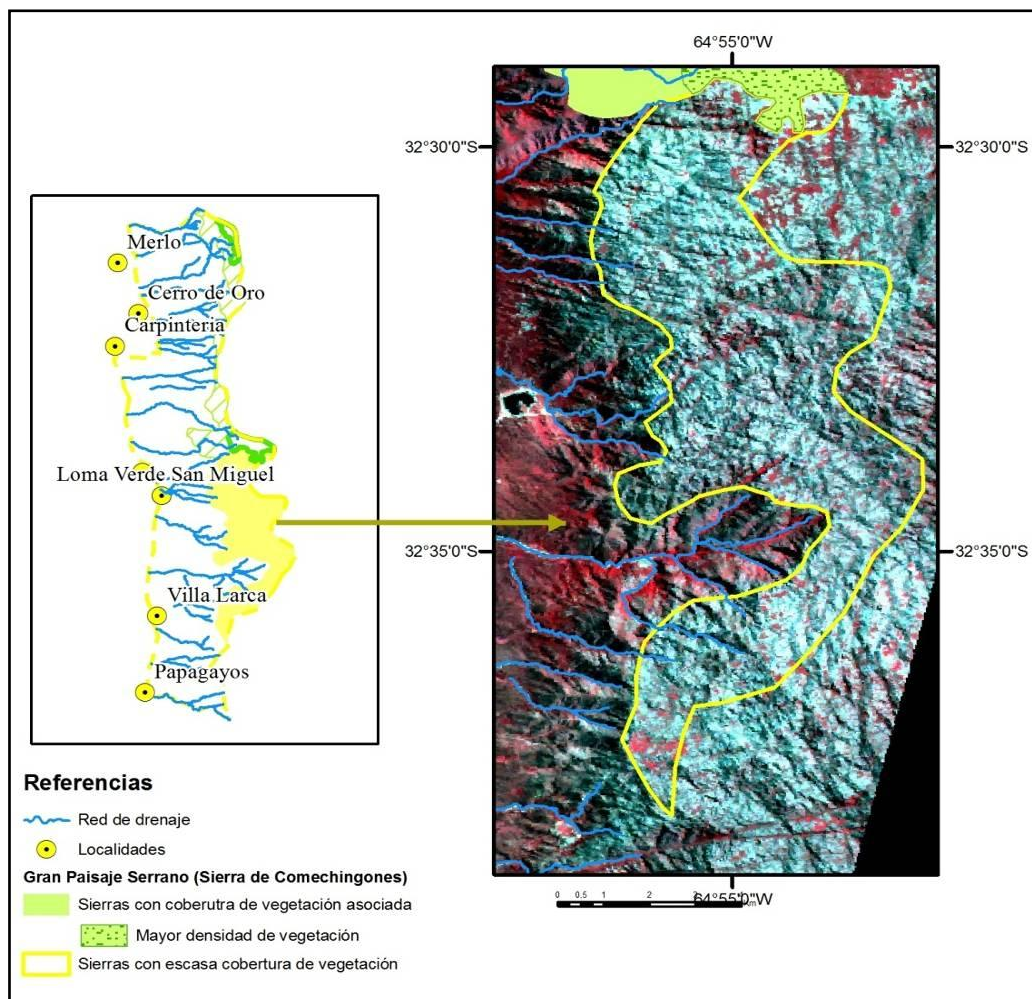 64°55'0"W
32°30'0"S
32°30'0"S
Merlo
Cerro de Oro
Carpinteria
Loma Verde San Miguel
32°35'0"S
32°35'0"S
Villa Larca
Papagayos
Referencias
Red de drenaje
Localidades
Gran Paisaje Serrano (Sierra de Comechingones)
Sierras con coberutra de vegetación asociada
Mayor densidad de vegetación
Sierras con escasa cobertura de vegetación
0 0.5 1 2
64°55'0"W